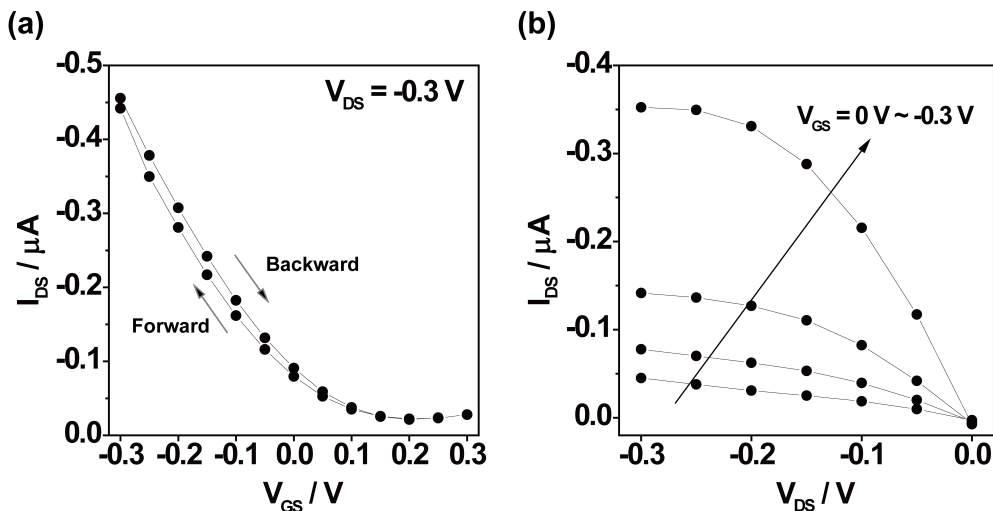 (a)
-0.5
-0.4
-0.3
-0.2
-0.1
0.0
I_DS / μA
V_DS = -0.3 V
Backward
Forward
-0.3 -0.2 -0.1 0.0 0.1 0.2 0.3
V_GS / V
(b)
-0.4
-0.3
-0.2
-0.1
0.0
I_DS / μA
V_GS = 0 V ~ -0.3 V
-0.3 -0.2 -0.1 0.0
V_DS / V